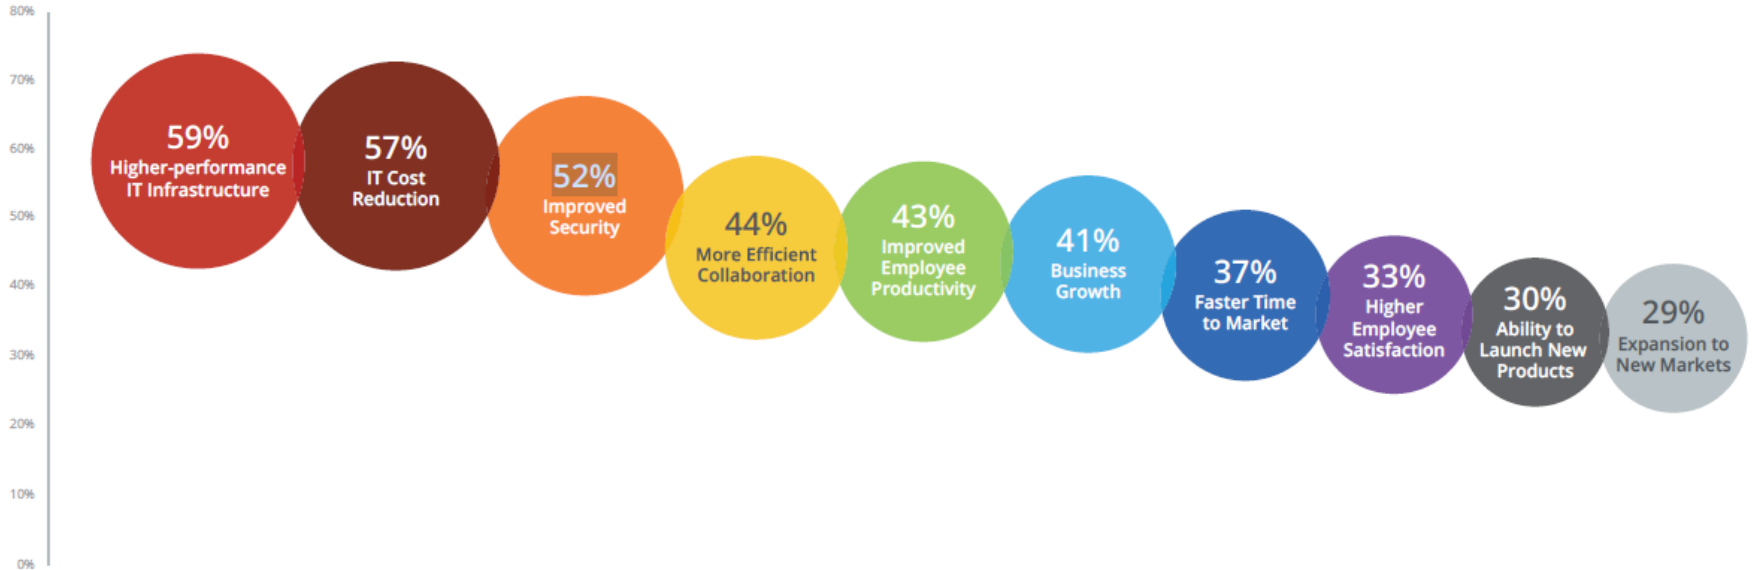 80%
70%
60%
50%
40%
30%
20%
10%
0%
59%
Higher-performance
IT Infrastructure
57%
IT Cost
Reduction
52%
Improved
Security
44%
More Efficient
Collaboration
43%
Improved
Employee
Productivity
41%
Business
Growth
37%
Faster Time
to Market
33%
Higher
Employee
Satisfaction
30%
Ability to
Launch New
Products
29%
Expansion to
New Markets